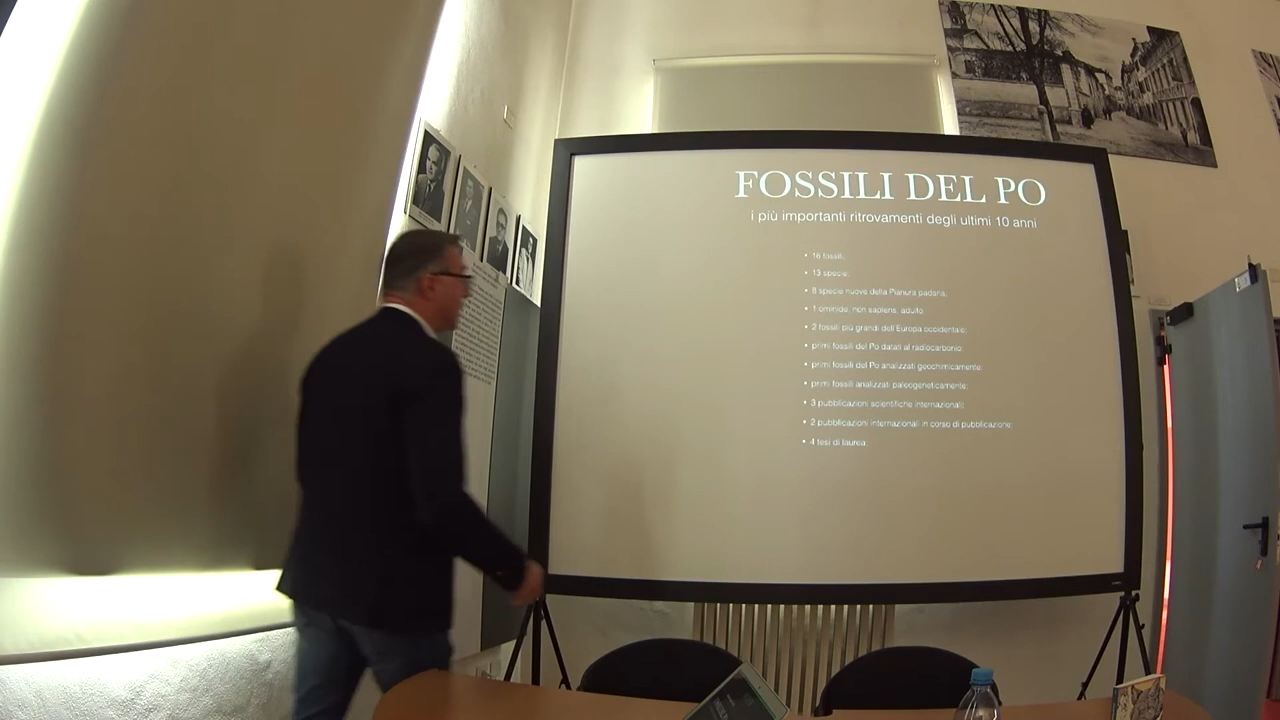 FOSSILI DEL PO
i più importanti ritrovamenti degli ultimi 10 anni
• 16 fossili;
• 13 specie;
• 8 specie nuove della Pianura padana;
• 1 ominide, non sapiens, adulto
• 2 fossili più grandi dell'Europa occidentale;
• primi fossili del Po datati al radiocarbonio;
• primi fossili del Po analizzati geochimicamente;
• primi fossili analizzati paleogeneticamente;
• 3 pubblicazioni scientifiche internazionali;
• 2 pubblicazioni internazionali in corso di pubblicazione;
• 4 tesi di laurea;